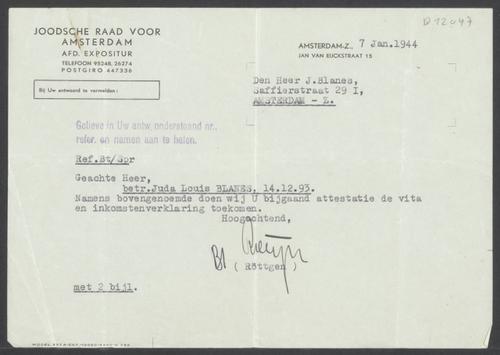 D12047
JOODSCHE RAAD VOOR
AMSTERDAM
AFD. EXPOSITUR
TELEFOON 95248, 26274
POSTGIRO 447336
Bij Uw antwoord te vermelden:
AMSTERDAM-Z., 7 Jan. 1944
JAN VAN EIJCKSTRAAT 15
Den Heer J.Blanes,
Saffierstraat 29 I,
AMSTERDAM - Z.
Gelieve in Uw antw. onderstaand nr.,
refer. en namen aan te halen.
Ref.Bt/Spr
Geachte Heer,
betr.Juda Louis BLANES, 14.12.93.
Namens bovengenoemde doen wij U bijgaand attestatie de vita
en inkomstenverklaring toekomen.
Hoogachtend,
(Röttgen)
met 2 bijl.